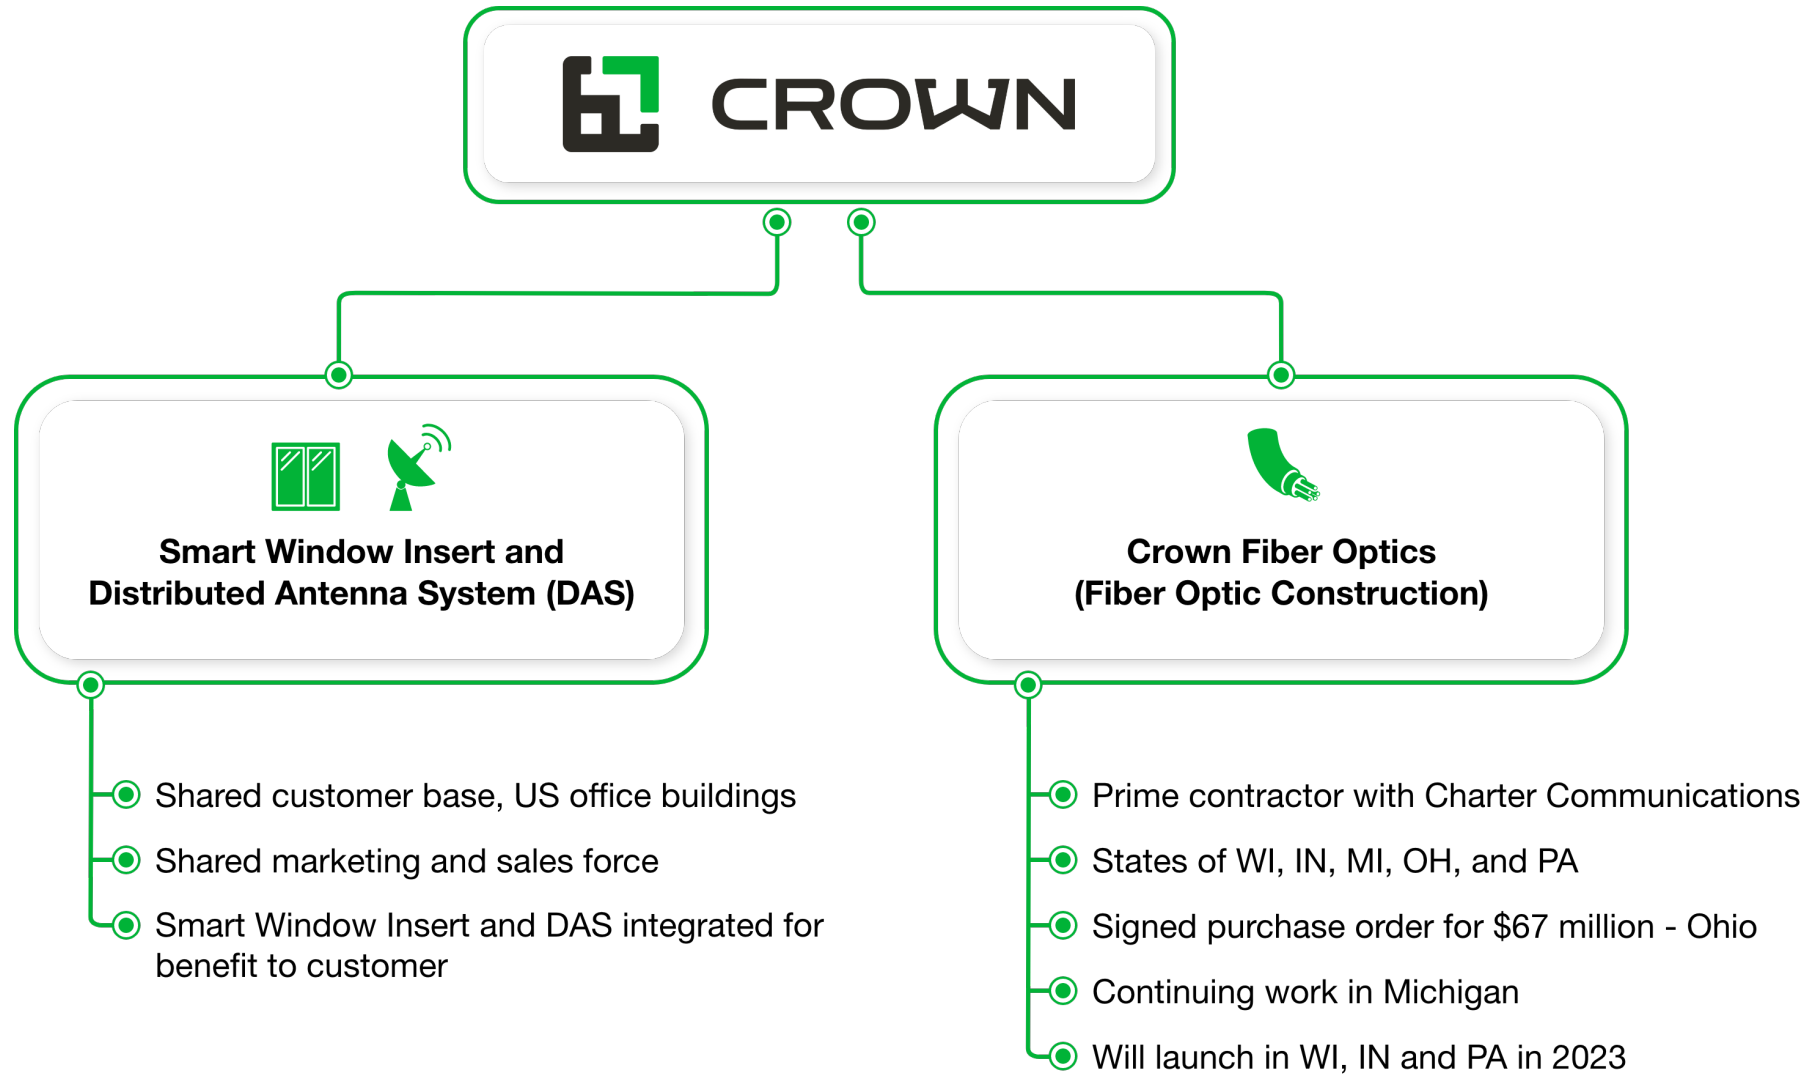 CROWN
Smart Window Insert and
Distributed Antenna System (DAS)
Shared customer base, US office buildings
Shared marketing and sales force
Smart Window Insert and DAS integrated for
benefit to customer
Crown Fiber Optics
(Fiber Optic Construction)
Prime contractor with Charter Communications
States of WI, IN, MI, OH, and PA
Signed purchase order for $67 million - Ohio
Continuing work in Michigan
Will launch in WI, IN and PA in 2023